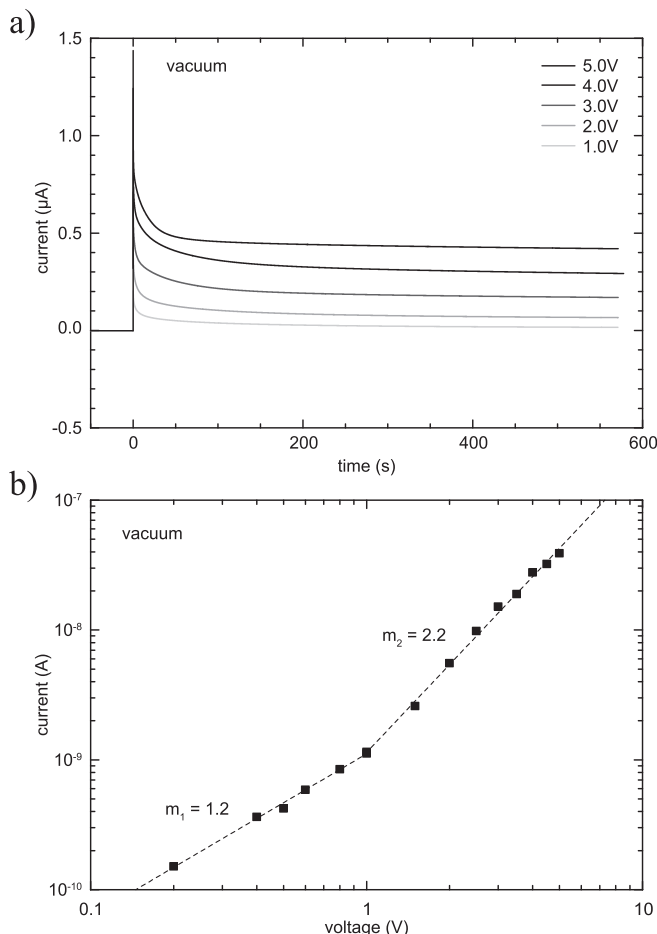 a)
1.5
vacuum
5.0V
4.0V
3.0V
2.0V
1.0V
1.0
0.5
0.0
-0.5
current (µA)
0
200
400
600
time (s)
b)
10⁻⁷
vacuum
m₂ = 2.2
10⁻⁸
current (A)
10⁻⁹
m₁ = 1.2
10⁻¹⁰
0.1
1
10
voltage (V)